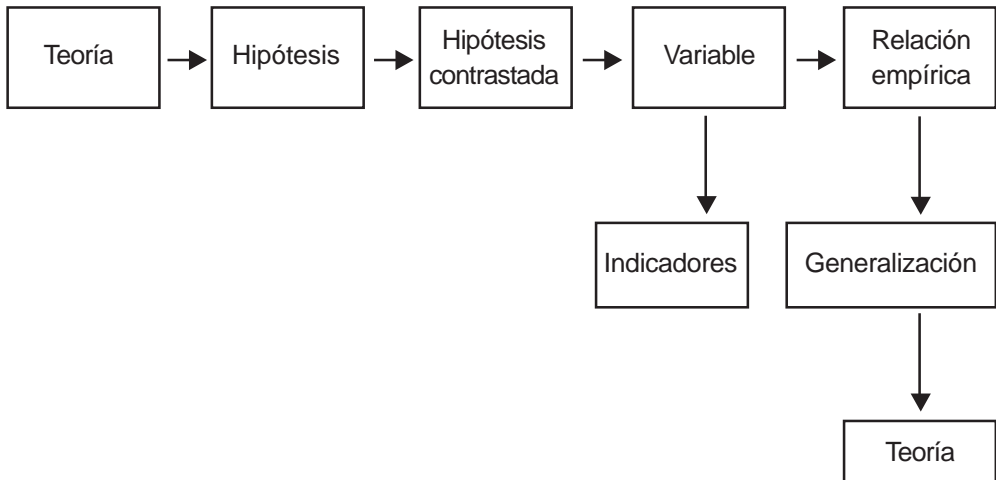 Teoría
Hipótesis
Hipótesis
contrastada
Variable
Relación
empírica
Indicadores
Generalización
Teoría